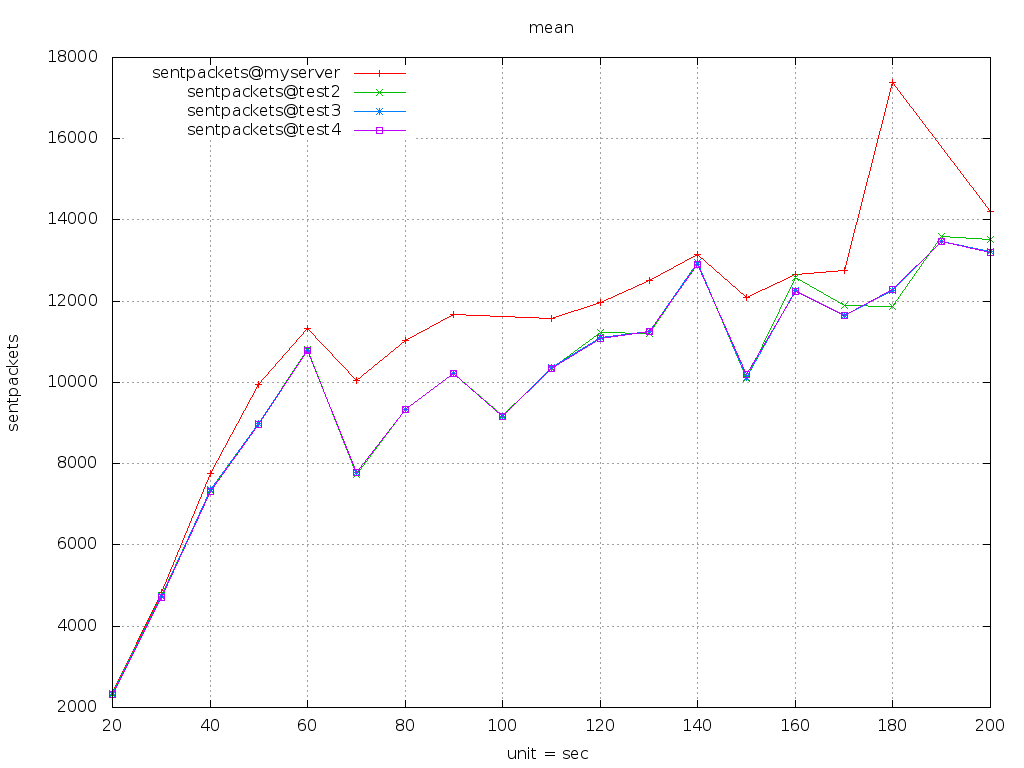 mean
18000
16000
14000
12000
10000
8000
6000
4000
2000
sentpackets
sentpackets@myserver
sentpackets@test2
sentpackets@test3
sentpackets@test4
20 40 60 80 100 120 140 160 180 200
unit = sec